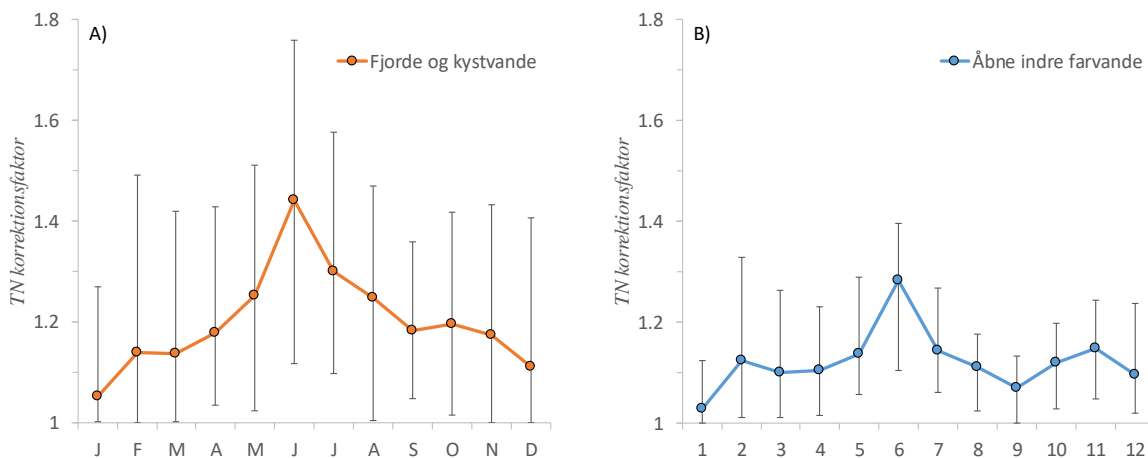 A)
Fjorde og kystvande
TN korrektionsfaktor
1.8
1.6
1.4
1.2
1
J F M A M J J A S O N D
B)
Åbne indre farvande
TN korrektionsfaktor
1.8
1.6
1.4
1.2
1
1 2 3 4 5 6 7 8 9 10 11 12